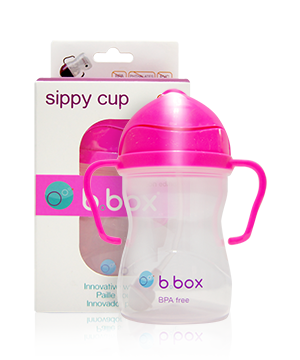 sippy cup
b.box
Innovative
Paille
Innovado
b.box
BPA free